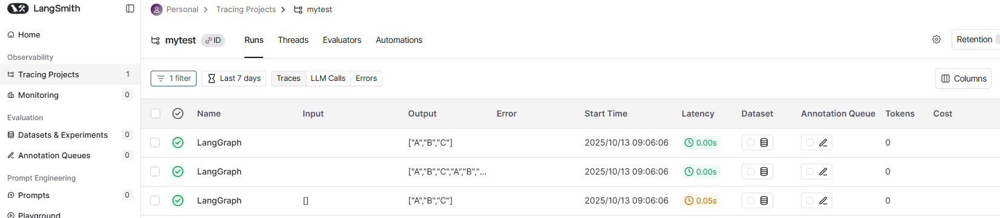 LangSmith
Personal > Tracing Projects > mytest
Home
mytest ID Runs Threads Evaluators Automations Retention
Observability
Tracing Projects 1
1 filter Last 7 days Traces LLM Calls Errors Columns
Monitoring 0
Name Input Output Error Start Time Latency Dataset Annotation Queue Tokens Cost
Evaluation
Datasets & Experiments 0
LangGraph ["A","B","C"] 2025/10/13 09:06:06 0.00s 0
Annotation Queues 0
LangGraph ["A","B","C","A","B","... 2025/10/13 09:06:06 0.00s 0
Prompt Engineering
Prompts 0
LangGraph [] ["A","B","C"] 2025/10/13 09:06:06 0.05s 0
Playground